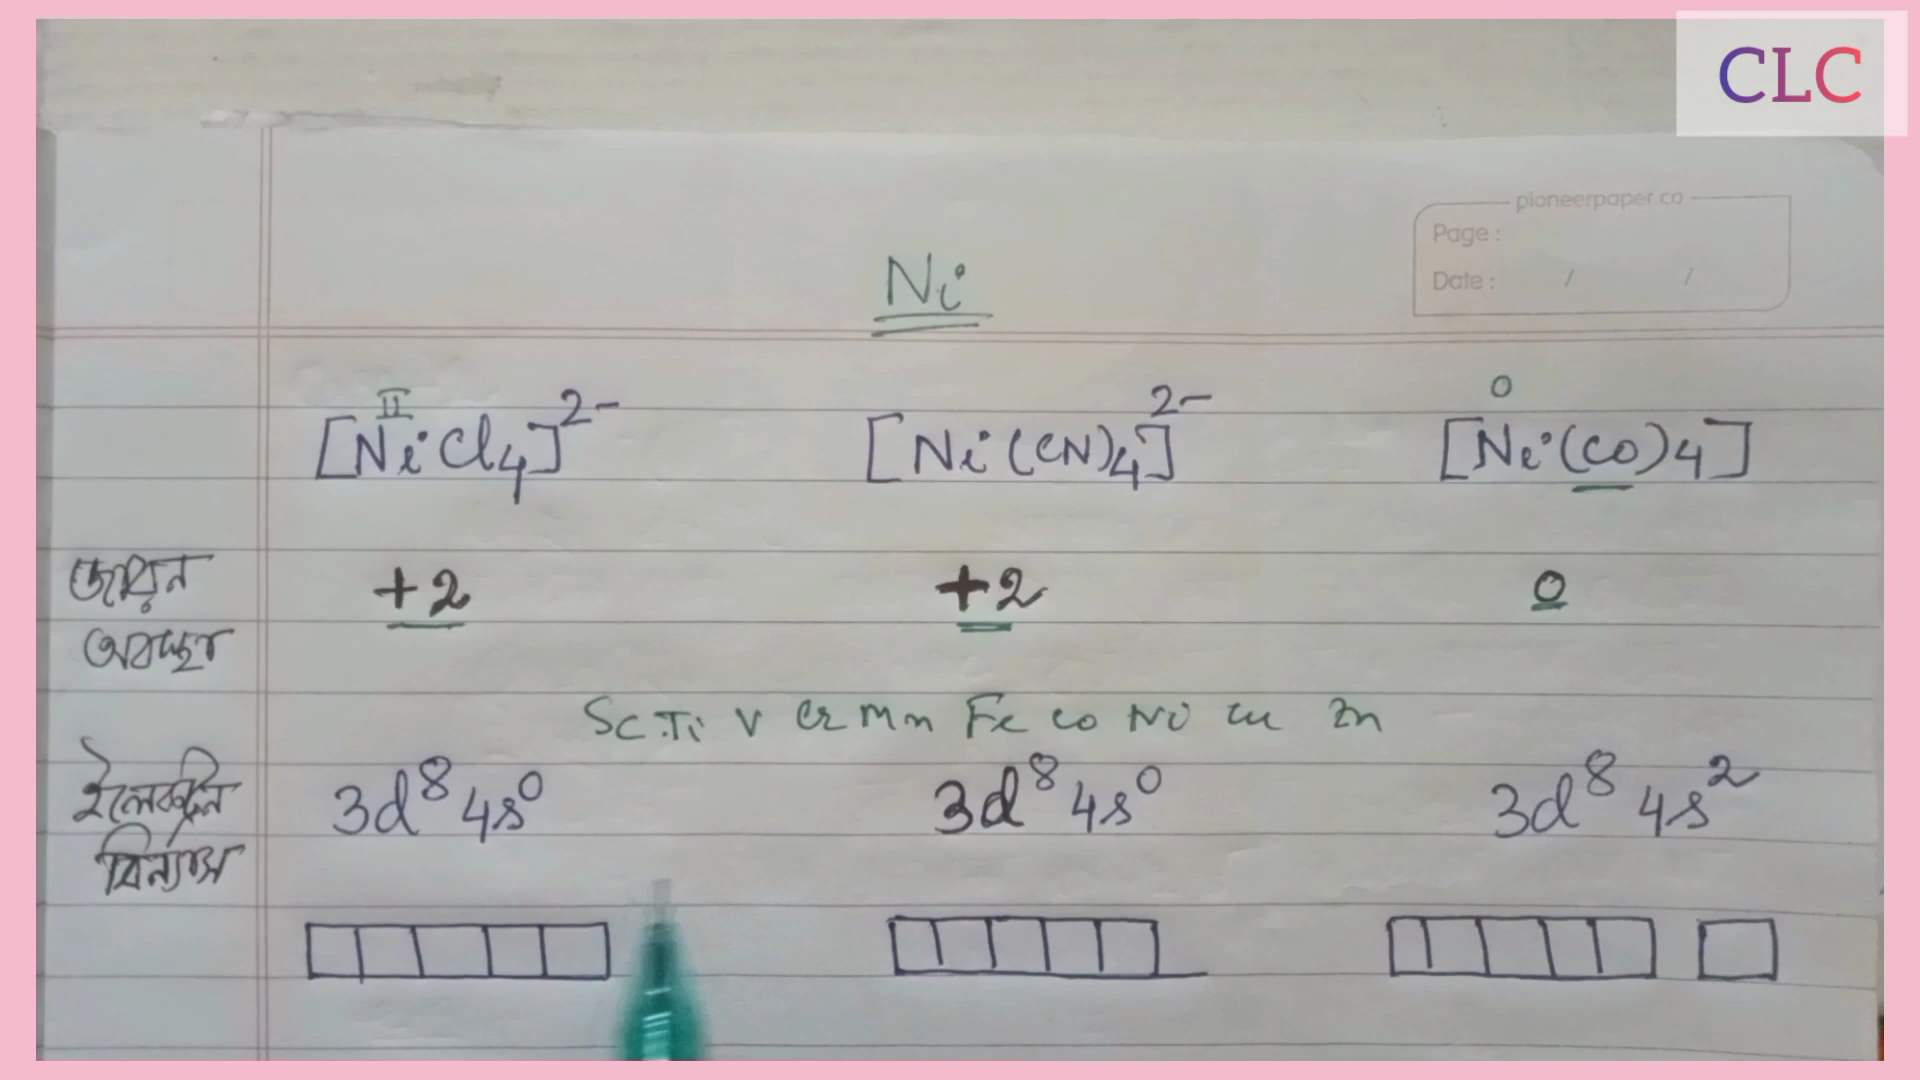 CLC
pioneerpaper.co
Page :
Date : / /
Ni
II
[NiCl4]²⁻ [Ni(CN)4]²⁻ [Ni(CO)4]
0
জারন +2 +2 0
অবস্থা
Sc Ti V Cr Mn Fe Co Ni Cu Zn
ইলেকট্রন 3d⁸ 4s⁰ 3d⁸ 4s⁰ 3d⁸ 4s²
বিন্যাস